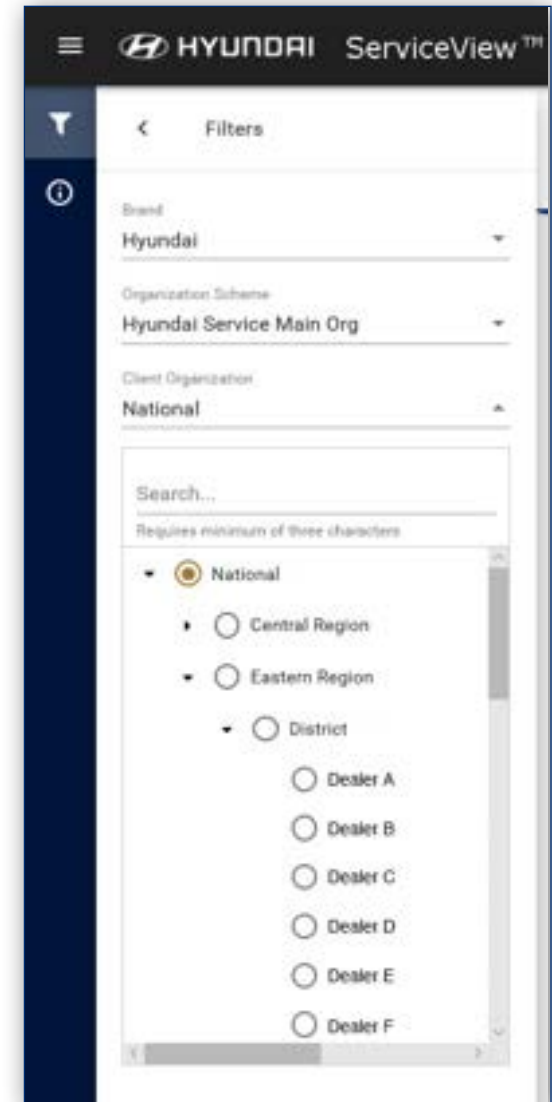 HYUNDAI ServiceView™
Filters
Brand
Hyundai
Organization Scheme
Hyundai Service Main Org
Client Organization
National
Search...
Requires minimum of three characters
National
Central Region
Eastern Region
District
Dealer A
Dealer B
Dealer C
Dealer D
Dealer E
Dealer F